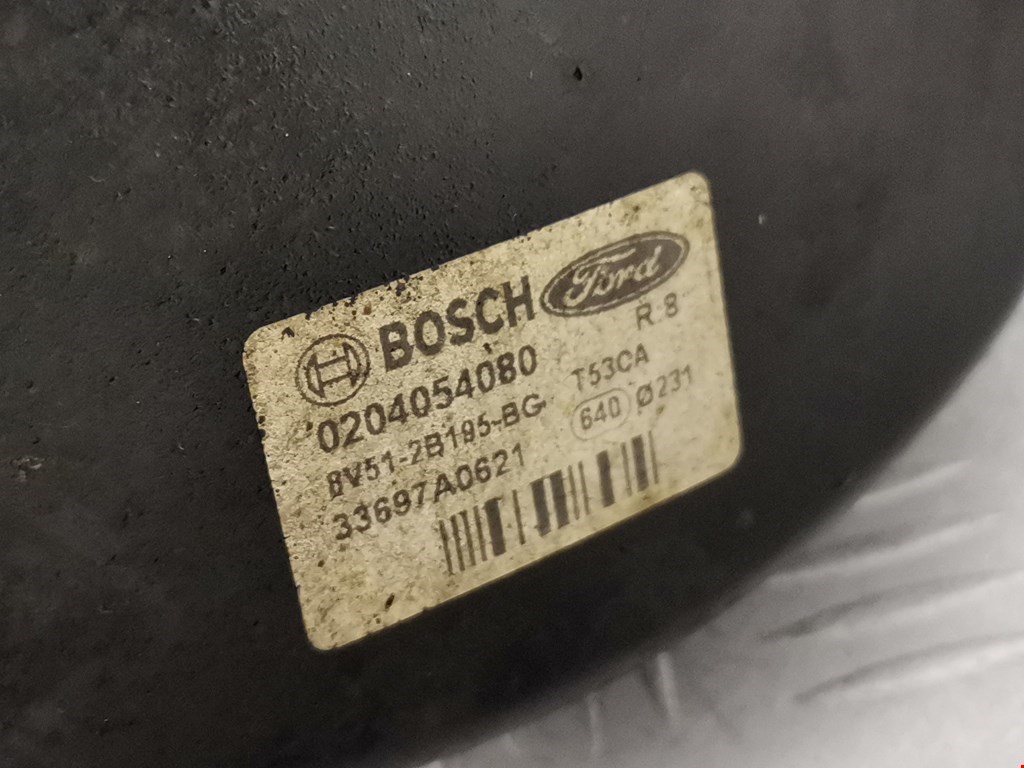 BOSCH Ford
0204054080 R.8
8V51-2B195-BG T53CA
33697A0621 640 Ø231